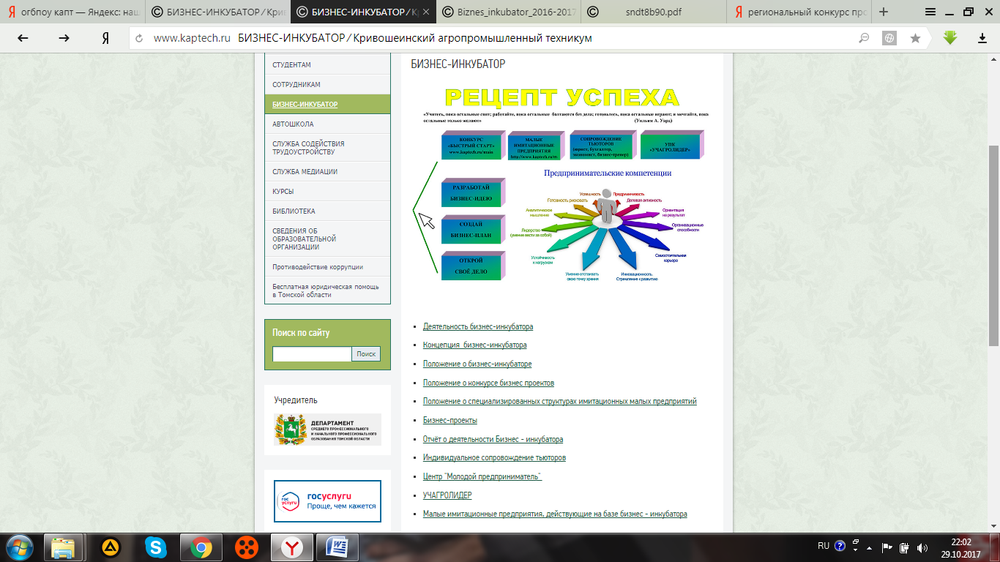 огбпоу капт — Яндекс: наш
БИЗНЕС-ИНКУБАТОР / Крив
БИЗНЕС-ИНКУБАТОР / К
Biznes_inkubator_2016-2017
sndt8b90.pdf
региональный конкурс про
www.kaptech.ru БИЗНЕС-ИНКУБАТОР / Кривошеинский агропромышленный техникум
СТУДЕНТАМ
СОТРУДНИКАМ
БИЗНЕС-ИНКУБАТОР
АВТОШКОЛА
СЛУЖБА СОДЕЙСТВИЯ
ТРУДОУСТРОЙСТВУ
СЛУЖБА МЕДИАЦИИ
КУРСЫ
БИБЛИОТЕКА
СВЕДЕНИЯ ОБ
ОБРАЗОВАТЕЛЬНОЙ
ОРГАНИЗАЦИИ
Противодействие коррупции
Бесплатная юридическая помощь
в Томской области
Поиск по сайту
Поиск
Учредитель
ДЕПАРТАМЕНТ
СРЕДНЕГО ПРОФЕССИОНАЛЬНОГО
И НАЧАЛЬНОГО ПРОФЕССИОНАЛЬНОГО
ОБРАЗОВАНИЯ ТОМСКОЙ ОБЛАСТИ
гос
услуги
госуслуги
Проще, чем кажется
БИЗНЕС-ИНКУБАТОР
РЕЦЕПТ УСПЕХА
«Учитесь, пока остальные спят; работайте, пока остальные болтаются без дела; готовьтесь, пока остальные играют; и мечтайте, пока
остальные только желают» (Уильям А. Уард)
КОНКУРС
«БЫСТРЫЙ СТАРТ»
www.kaptech.ru/main
МАЛЫЕ
ИМИТАЦИОННЫЕ
ПРЕДПРИЯТИЯ
http://www.kaptech.ru/m
СОПРОВОЖДЕНИЕ
ТЬЮТОРОВ
(юрист, бухгалтер,
экономист, бизнес-тренер)
УПК
«УЧАГРОЛИДЕР»
РАЗРАБОТАЙ
БИЗНЕС-ИДЕЮ
СОЗДАЙ
БИЗНЕС-ПЛАН
ОТКРОЙ
СВОЁ ДЕЛО
Предпринимательские компетенции
Успешность
Предприимчивость
Готовность рисковать
Деловая активность
Аналитическое
мышление
Ориентация
на результат
Лидерство
(умение вести за собой)
Организационные
способности
Устойчивость
к нагрузкам
Самостоятельная
карьера
Умение отстаивать
свою точку зрения
Инновационность.
Стремление к развитию
Деятельность бизнес-инкубатора
Концепция бизнес-инкубатора
Положение о бизнес-инкубаторе
Положение о конкурсе бизнес проектов
Положение о специализированных структурах имитационных малых предприятий
Бизнес-проекты
Отчёт о деятельности Бизнес - инкубатора
Индивидуальное сопровождение тьюторов
Центр "Молодой предприниматель"
УЧАГРОЛИДЕР
Малые имитационные предприятия, действующие на базе бизнес - инкубатора
RU
22:02
29.10.2017